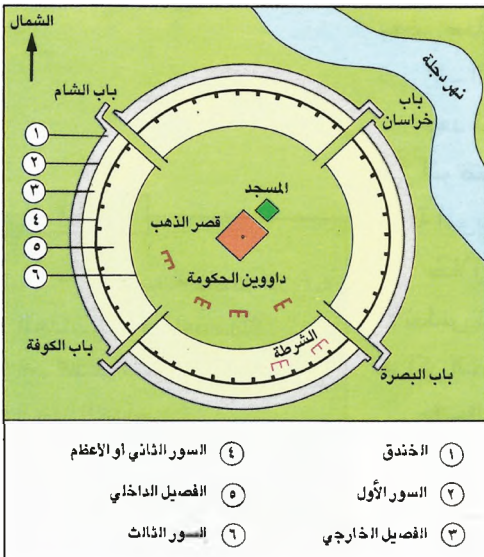 الشمال
نهر دجلة
باب الشام
باب
خراسان
١
٢
٣
٤
٥
٦
المسجد
قصر الذهب
داووين الحكومة
الشرطة
باب الكوفة
باب البصرة
١ الخندق
٢ السور الأول
٣ الفصيل الخارجي
٤ السور الثاني أو الأعظم
٥ الفصيل الداخلي
٦ السور الثالث